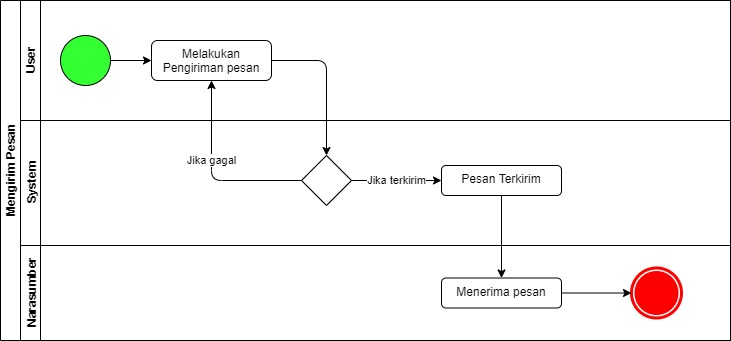 Mengirim Pesan
User
Melakukan
Pengiriman pesan
System
Jika gagal
Jika terkirim
Pesan Terkirim
Narasumber
Menerima pesan